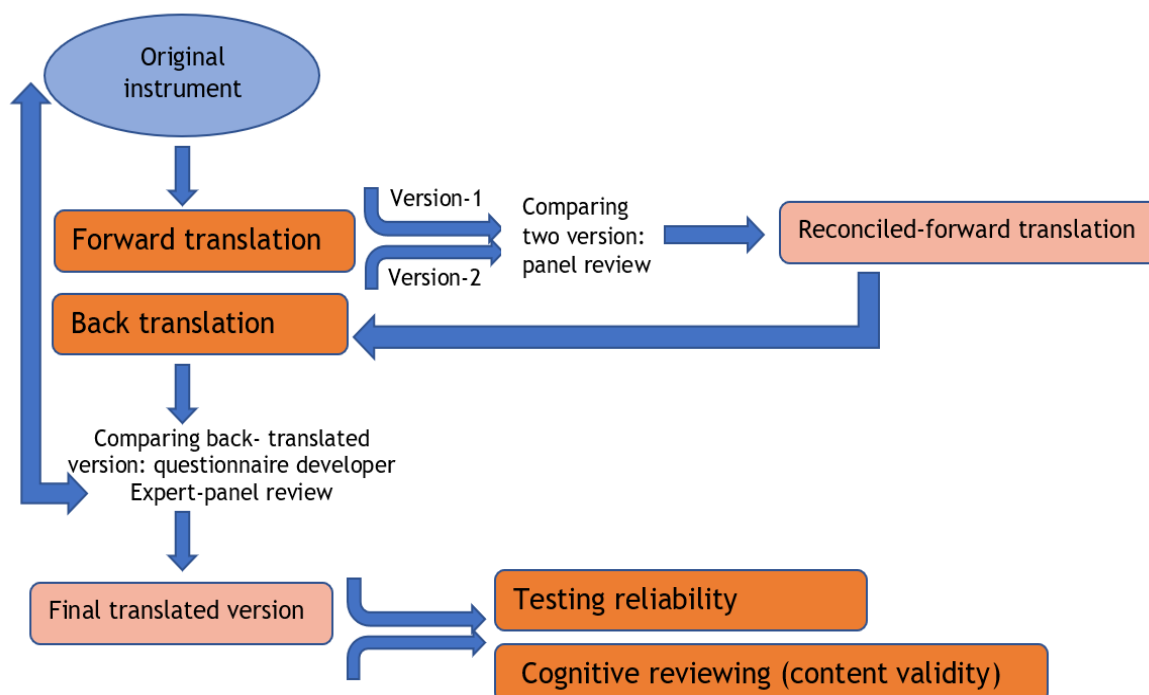 Original
instrument
Version-1
Forward translation
Comparing
two version:
panel review
Reconciled-forward translation
Version-2
Back translation
Comparing back- translated
version: questionnaire developer
Expert-panel review
Final translated version
Testing reliability
Cognitive reviewing (content validity)